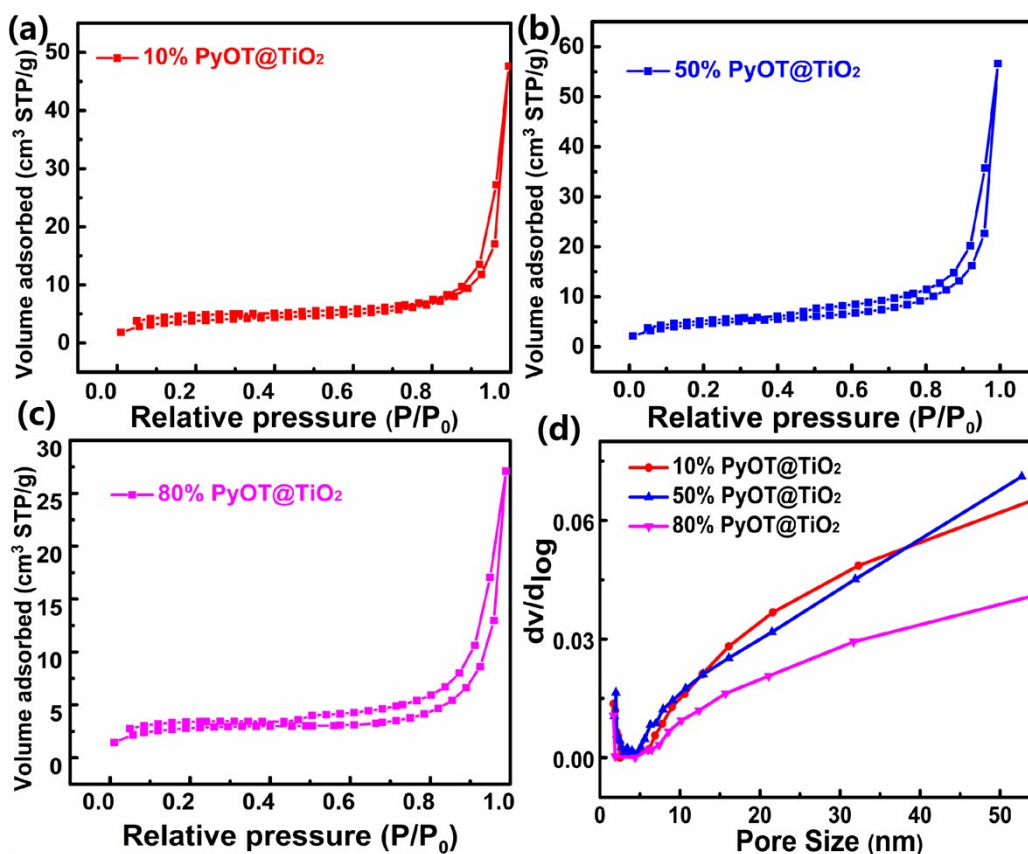 (a)
10% PyOT@TiO₂
Volume adsorbed (cm³ STP/g)
50
40
30
20
10
0
0.0 0.2 0.4 0.6 0.8 1.0
Relative pressure (P/P₀)
(b)
50% PyOT@TiO₂
Volume adsorbed (cm³ STP/g)
60
50
40
30
20
10
0
0.0 0.2 0.4 0.6 0.8 1.0
Relative pressure (P/P₀)
(c)
80% PyOT@TiO₂
Volume adsorbed (cm³ STP/g)
30
25
20
15
10
5
0
0.0 0.2 0.4 0.6 0.8 1.0
Relative pressure (P/P₀)
(d)
10% PyOT@TiO₂
50% PyOT@TiO₂
80% PyOT@TiO₂
dv/dlog
0.06
0.03
0.00
0 10 20 30 40 50
Pore Size (nm)